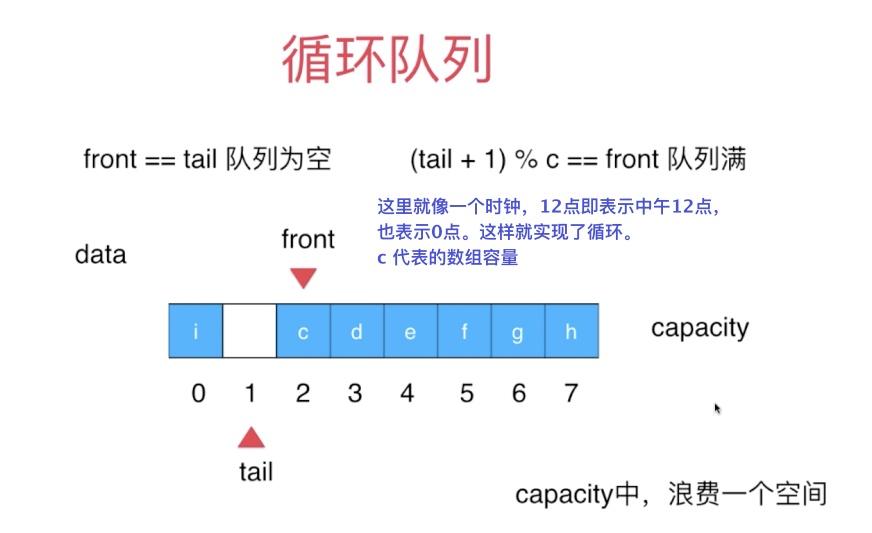 循环队列
front == tail 队列为空 (tail + 1) % c == front 队列满
这里就像一个时钟，12点即表示中午12点，
也表示0点。这样就实现了循环。
c 代表的数组容量
data
front
i c d e f g h
capacity
0 1 2 3 4 5 6 7
tail
capacity中，浪费一个空间